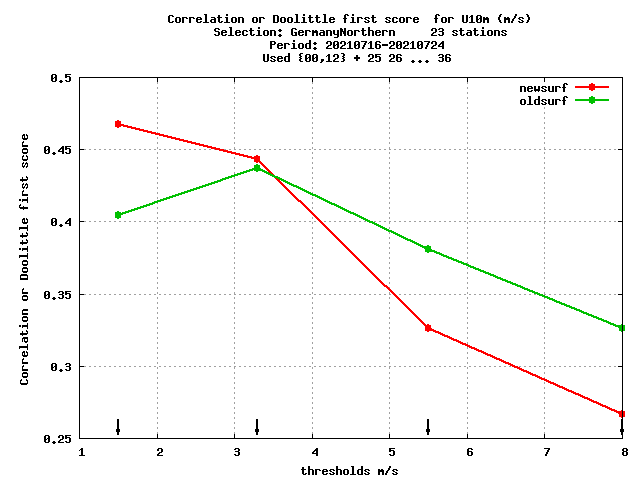 Correlation or Doolittle first score  for U10m (m/s)
Selection: GermanyNorthern     23 stations
Period: 20210716-20210724
Used {00,12} + 25 26 ... 36
newsurf
oldsurf
Correlation or Doolittle first score
0.5
0.45
0.4
0.35
0.3
0.25
1 2 3 4 5 6 7 8
thresholds m/s